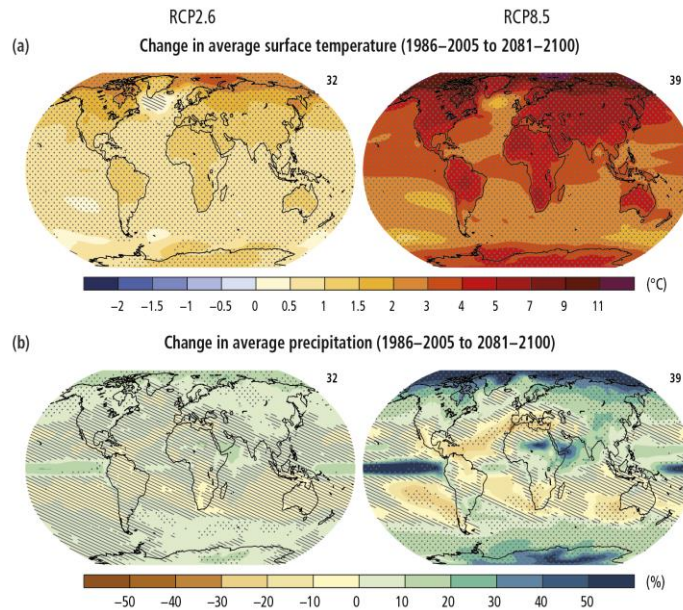 RCP2.6 RCP8.5
(a) Change in average surface temperature (1986–2005 to 2081–2100)
32 39
−2 −1.5 −1 −0.5 0 0.5 1 1.5 2 3 4 5 7 9 11 (°C)
(b) Change in average precipitation (1986–2005 to 2081–2100)
32 39
−50 −40 −30 −20 −10 0 10 20 30 40 50 (%)